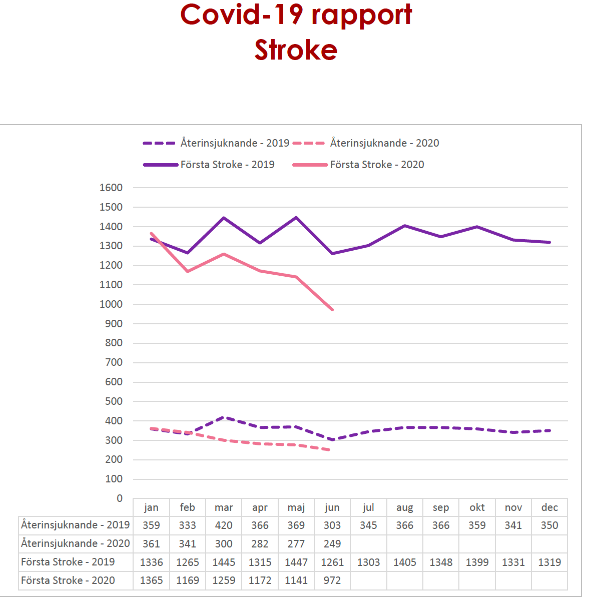 Covid-19 rapport
Stroke
Återinsjuknande - 2019 Återinsjuknande - 2020
Första Stroke - 2019 Första Stroke - 2020
1600
1500
1400
1300
1200
1100
1000
900
800
700
600
500
400
300
200
100
0
jan feb mar apr maj jun jul aug sep okt nov dec
Återinsjuknande - 2019 359 333 420 366 369 303 345 366 366 359 341 350
Återinsjuknande - 2020 361 341 300 282 277 249
Första Stroke - 2019 1336 1265 1445 1315 1447 1261 1303 1405 1348 1399 1331 1319
Första Stroke - 2020 1365 1169 1259 1172 1141 972